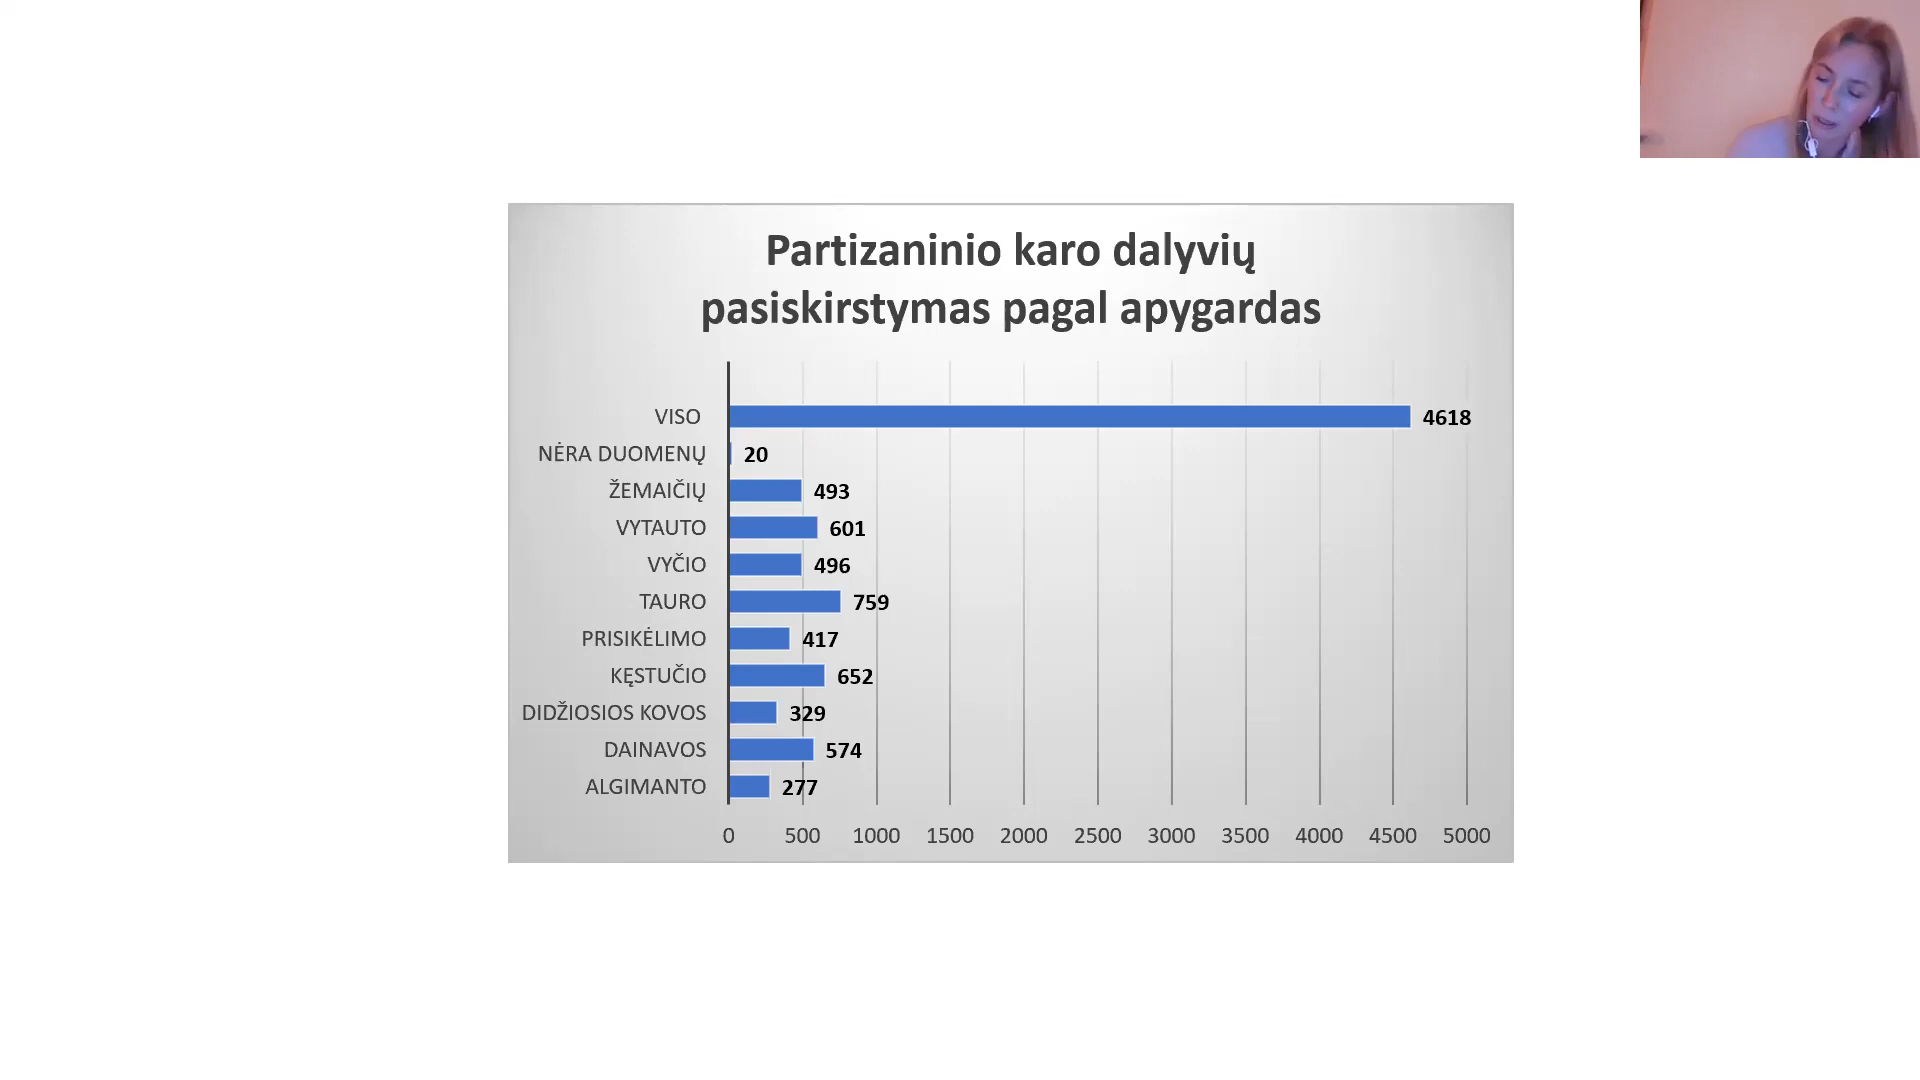 Partizaninio karo dalyvių
pasiskirstymas pagal apygardas
VISO 4618
NĖRA DUOMENŲ 20
ŽEMAIČIŲ 493
VYTAUTO 601
VYČIO 496
TAURO 759
PRISIKĖLIMO 417
KĘSTUČIO 652
DIDŽIOSIOS KOVOS 329
DAINAVOS 574
ALGIMANTO 277
0 500 1000 1500 2000 2500 3000 3500 4000 4500 5000